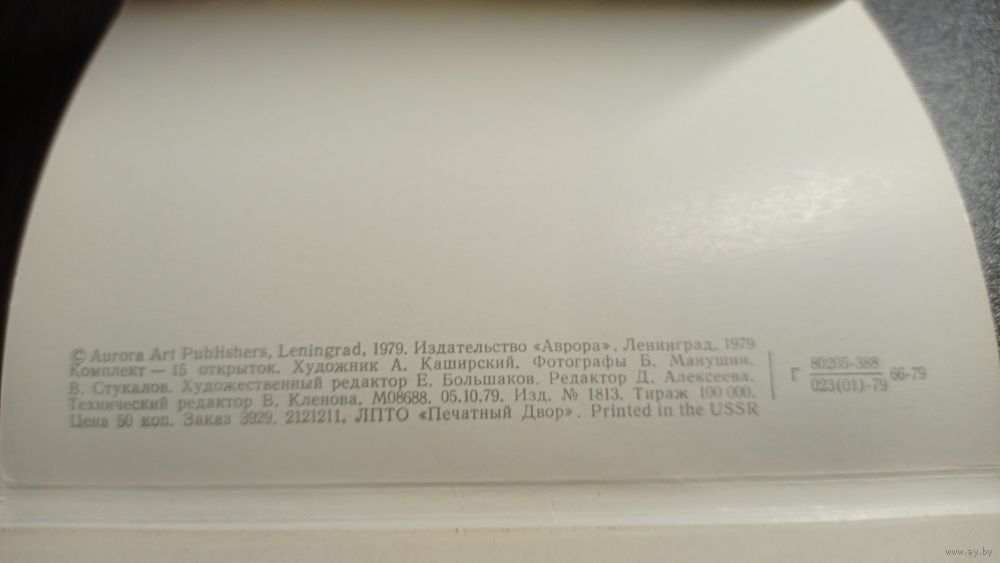 © Aurora Art Publishers, Leningrad, 1979. Издательство «Аврора». Ленинград. 1979
Комплект — 15 открыток. Художник А. Каширский. Фотографы Б. Манушин,
В. Стукалов. Художественный редактор Е. Большаков. Редактор Д. Алексеева.
Технический редактор В. Кленова. М08688. 05.10.79. Изд. № 1813. Тираж 100 000.
Цена 50 коп. Заказ 3929. 2121211, ЛПТО «Печатный Двор». Printed in the USSR
Г 80205-388
023(01)-79 66-79
www.ay.by